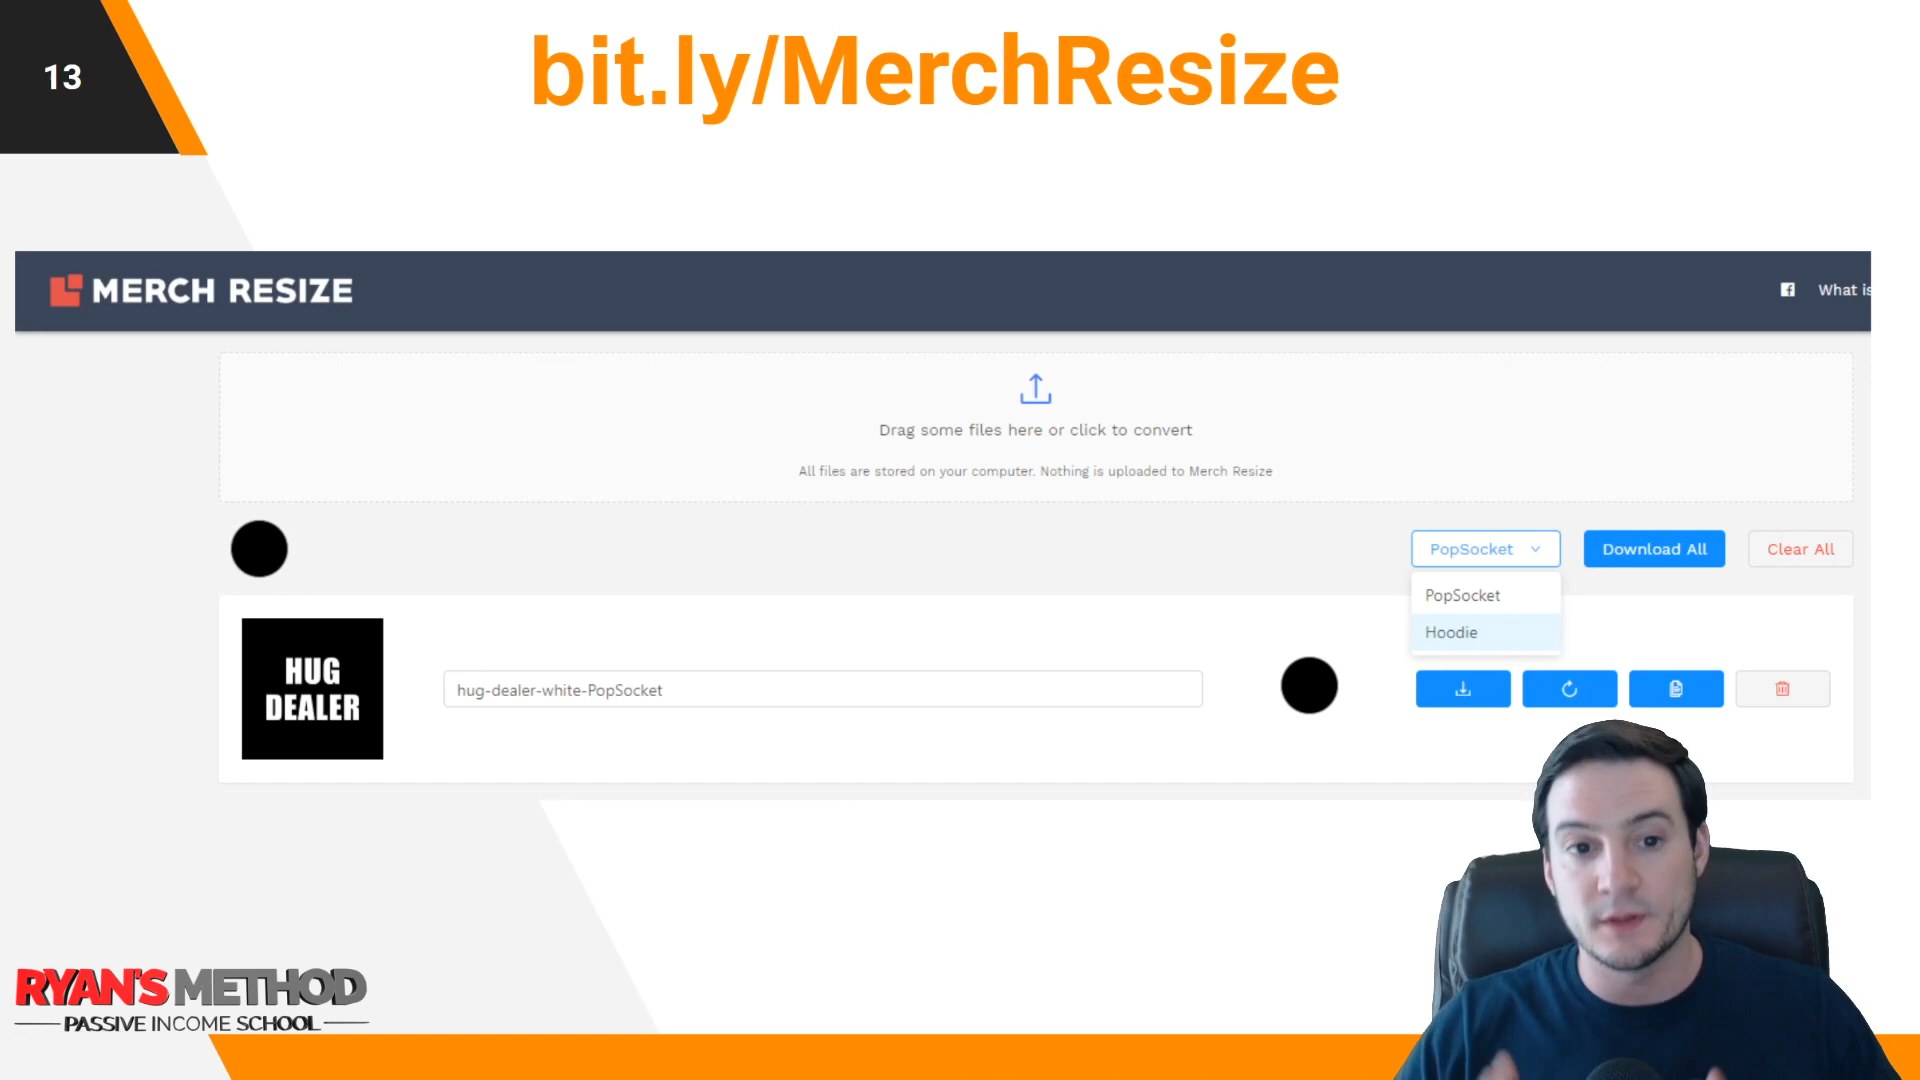 13
bit.ly/MerchResize
MERCH RESIZE
What is
Drag some files here or click to convert
All files are stored on your computer. Nothing is uploaded to Merch Resize
PopSocket
Download All
Clear All
PopSocket
Hoodie
HUG
DEALER
hug-dealer-white-PopSocket
RYAN'S METHOD
PASSIVE INCOME SCHOOL